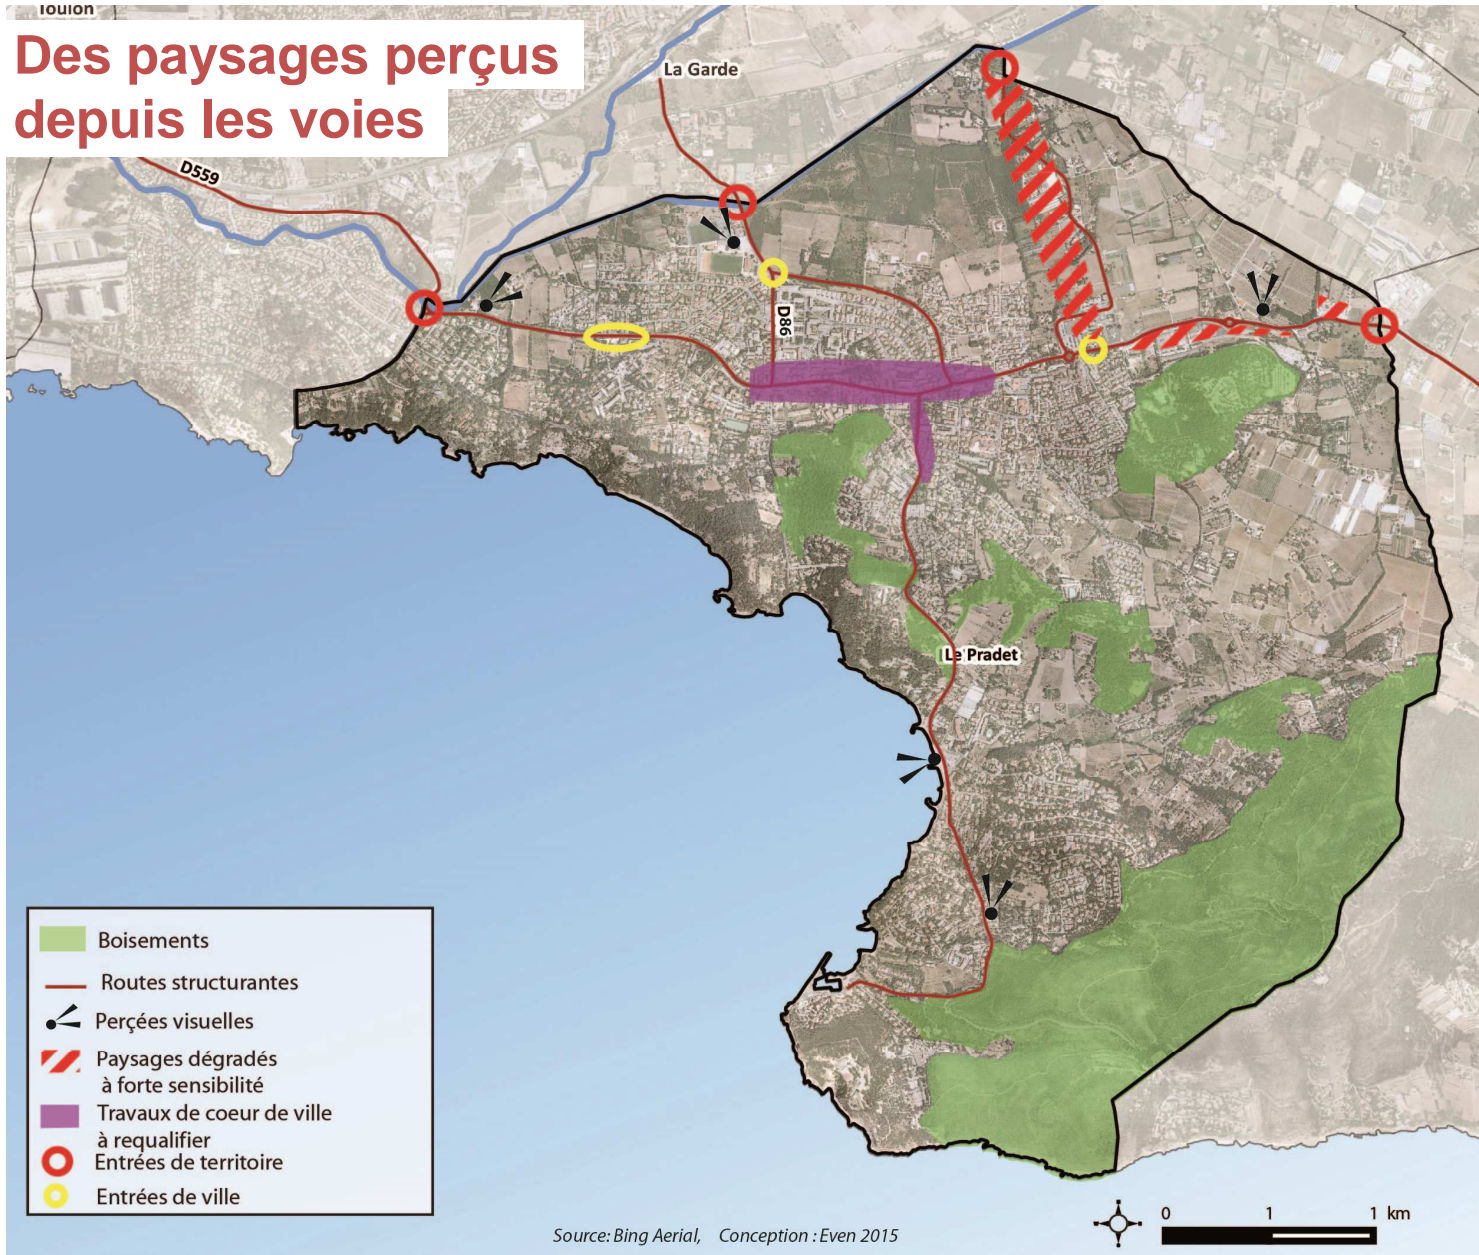 Toulon
Des paysages perçus
depuis les voies
La Garde
D559
D86
Le Pradet
Boisements
Routes structurantes
Perçées visuelles
Paysages dégradés
à forte sensibilité
Travaux de coeur de ville
à requalifier
Entrées de territoire
Entrées de ville
Source: Bing Aerial, Conception : Even 2015
0 1 1 km